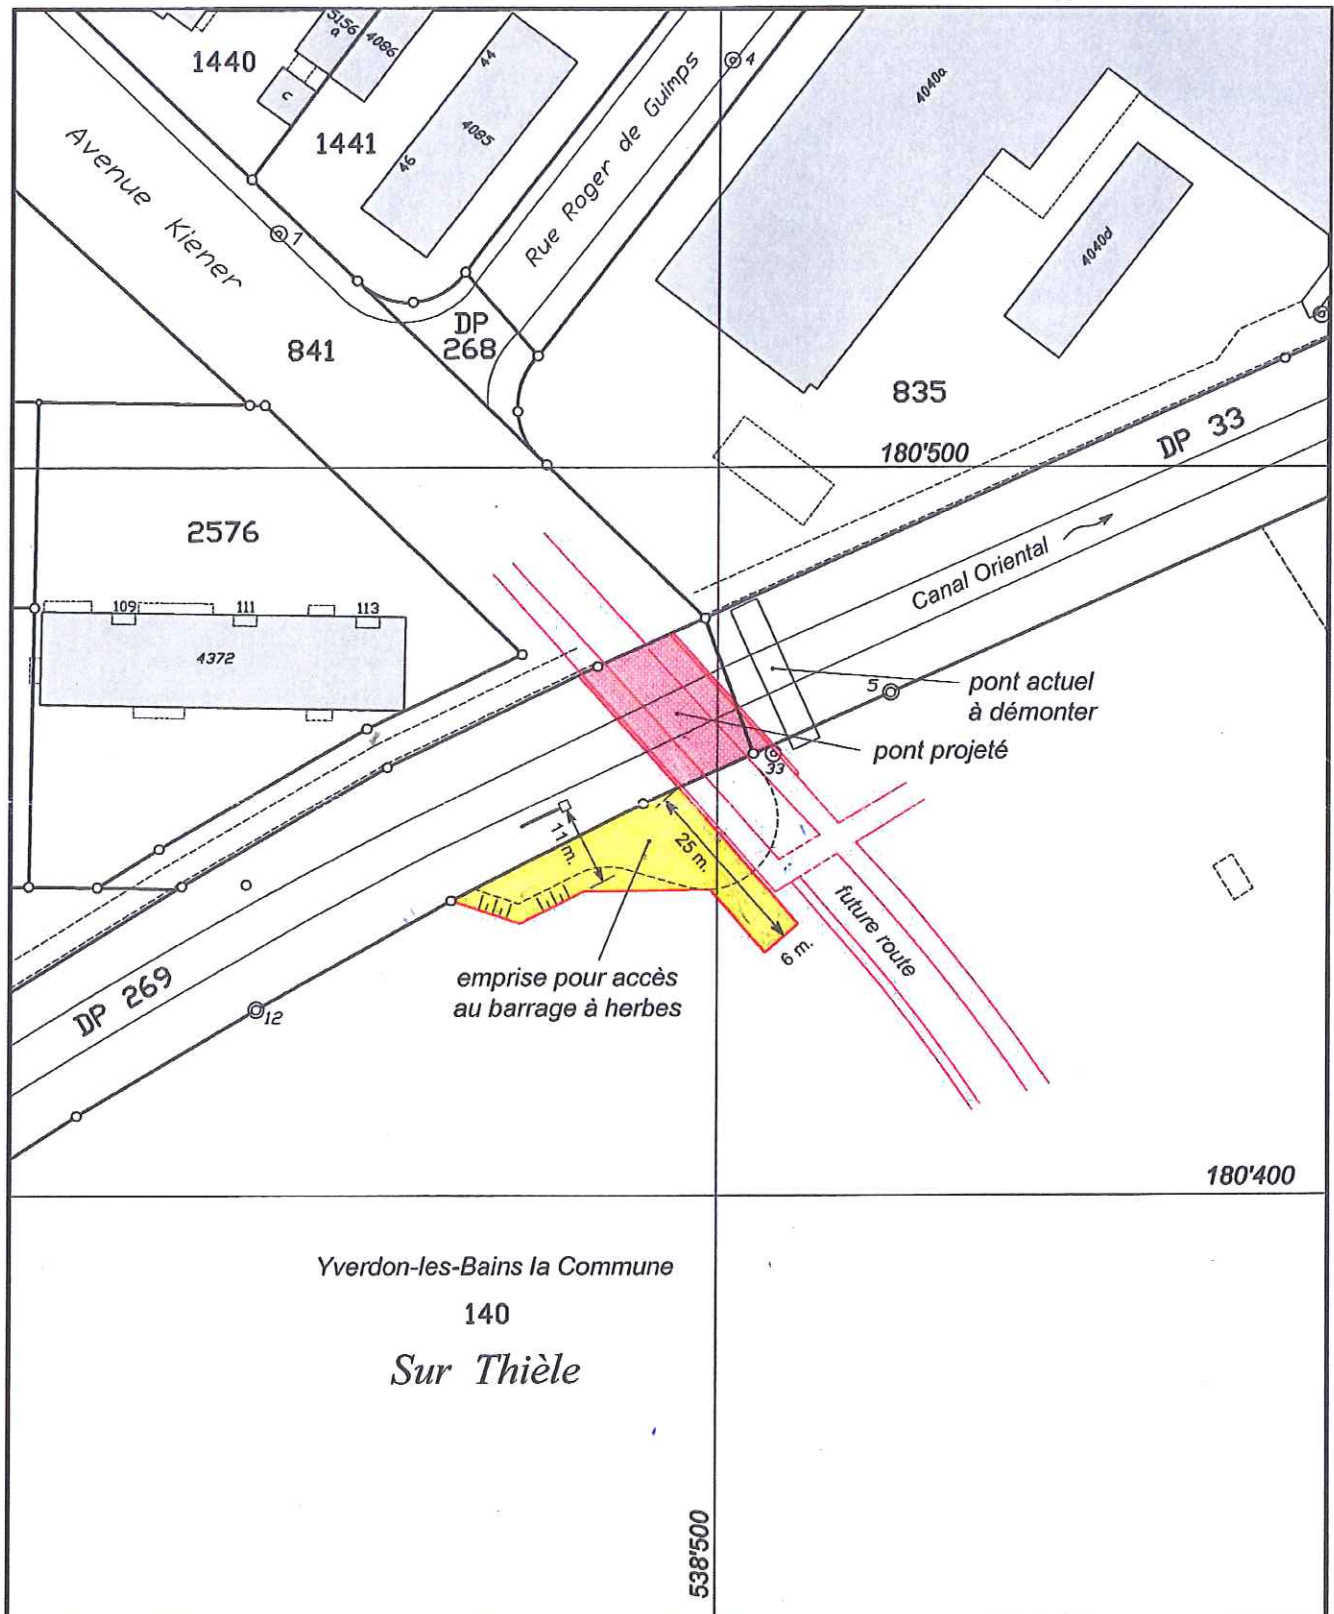 5156
a
4086
1440
c
44
4
4040a
1441
4085
46
Rue Roger de Guimps
Avenue
Kiener
7
4040d
DP
268
841
835
DP 33
180'500
2576
Canal Oriental
109
111
113
4372
5
pont actuel
à démonter
pont projeté
33
11 m.
25 m.
future route
6 m.
emprise pour accès
au barrage à herbes
DP 269
12
180'400
Yverdon-les-Bains la Commune
140
Sur Thièle
538'500